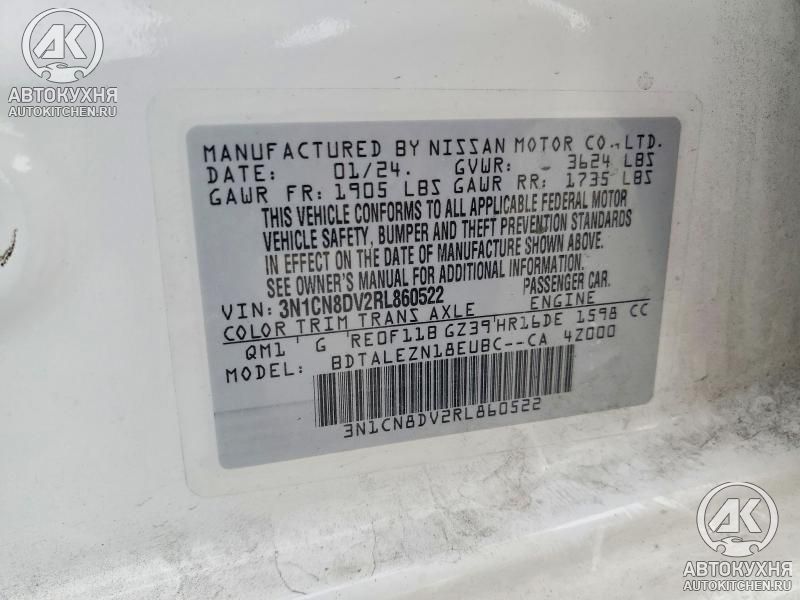 AK
АВТОКУХНЯ
AUTOKITCHEN.RU
MANUFACTURED BY NISSAN MOTOR CO., LTD.
DATE: 01/24. GVWR: 3624 LBS
GAWR FR: 1905 LBS GAWR RR: 1735 LBS
THIS VEHICLE CONFORMS TO ALL APPLICABLE FEDERAL MOTOR
VEHICLE SAFETY, BUMPER AND THEFT PREVENTION STANDARDS
IN EFFECT ON THE DATE OF MANUFACTURE SHOWN ABOVE.
SEE OWNER'S MANUAL FOR ADDITIONAL INFORMATION.
VIN: 3N1CN8DV2RL860522 PASSENGER CAR.
COLOR TRIM TRANS AXLE ENGINE
QM1 ' G 'RE0F11B GZ39'HR16DE 1598 CC
MODEL: BDTALEZN18EUBC--CA 4Z000
3N1CN8DV2RL860522
AK
АВТОКУХНЯ
AUTOKITCHEN.RU